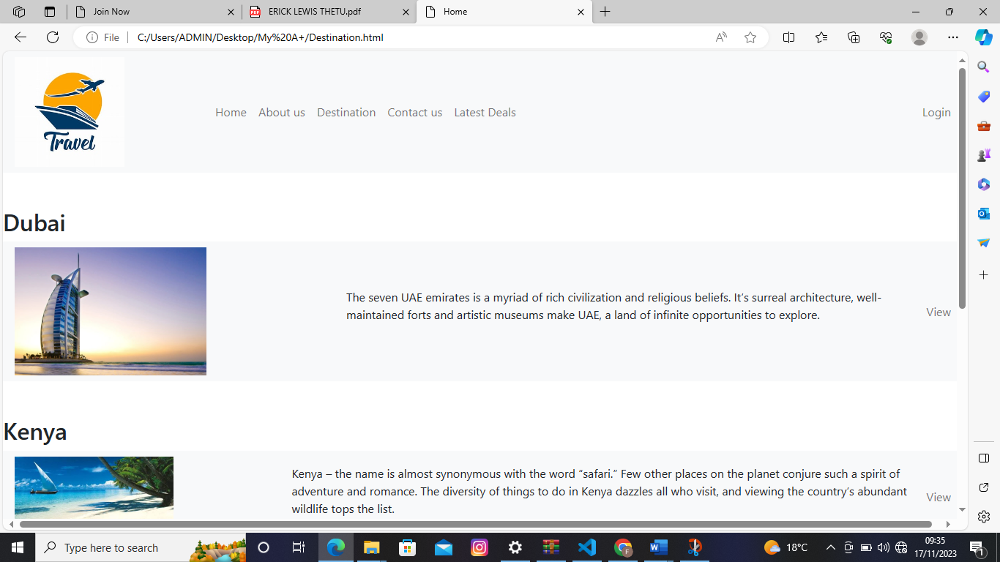 Join Now
PDF
ERICK LEWIS THETU.pdf
Home
File
C:/Users/ADMIN/Desktop/My%20A+/Destination.html
Travel
Home About us Destination Contact us Latest Deals Login
Dubai
The seven UAE emirates is a myriad of rich civilization and religious beliefs. It’s surreal architecture, well-
maintained forts and artistic museums make UAE, a land of infinite opportunities to explore.
View
Kenya
Kenya – the name is almost synonymous with the word “safari.” Few other places on the planet conjure such a spirit of
adventure and romance. The diversity of things to do in Kenya dazzles all who visit, and viewing the country’s abundant
wildlife tops the list.
View
Type here to search
F
18°C
09:35
17/11/2023
1